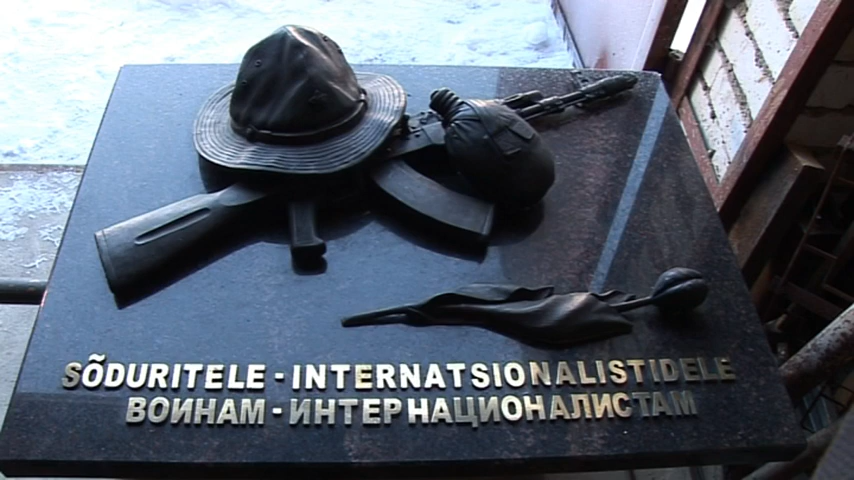 SÕDURITELE - INTERNATSIONALISTIDELE
ВОИНАМ - ИНТЕРНАЦИОНАЛИСТАМ